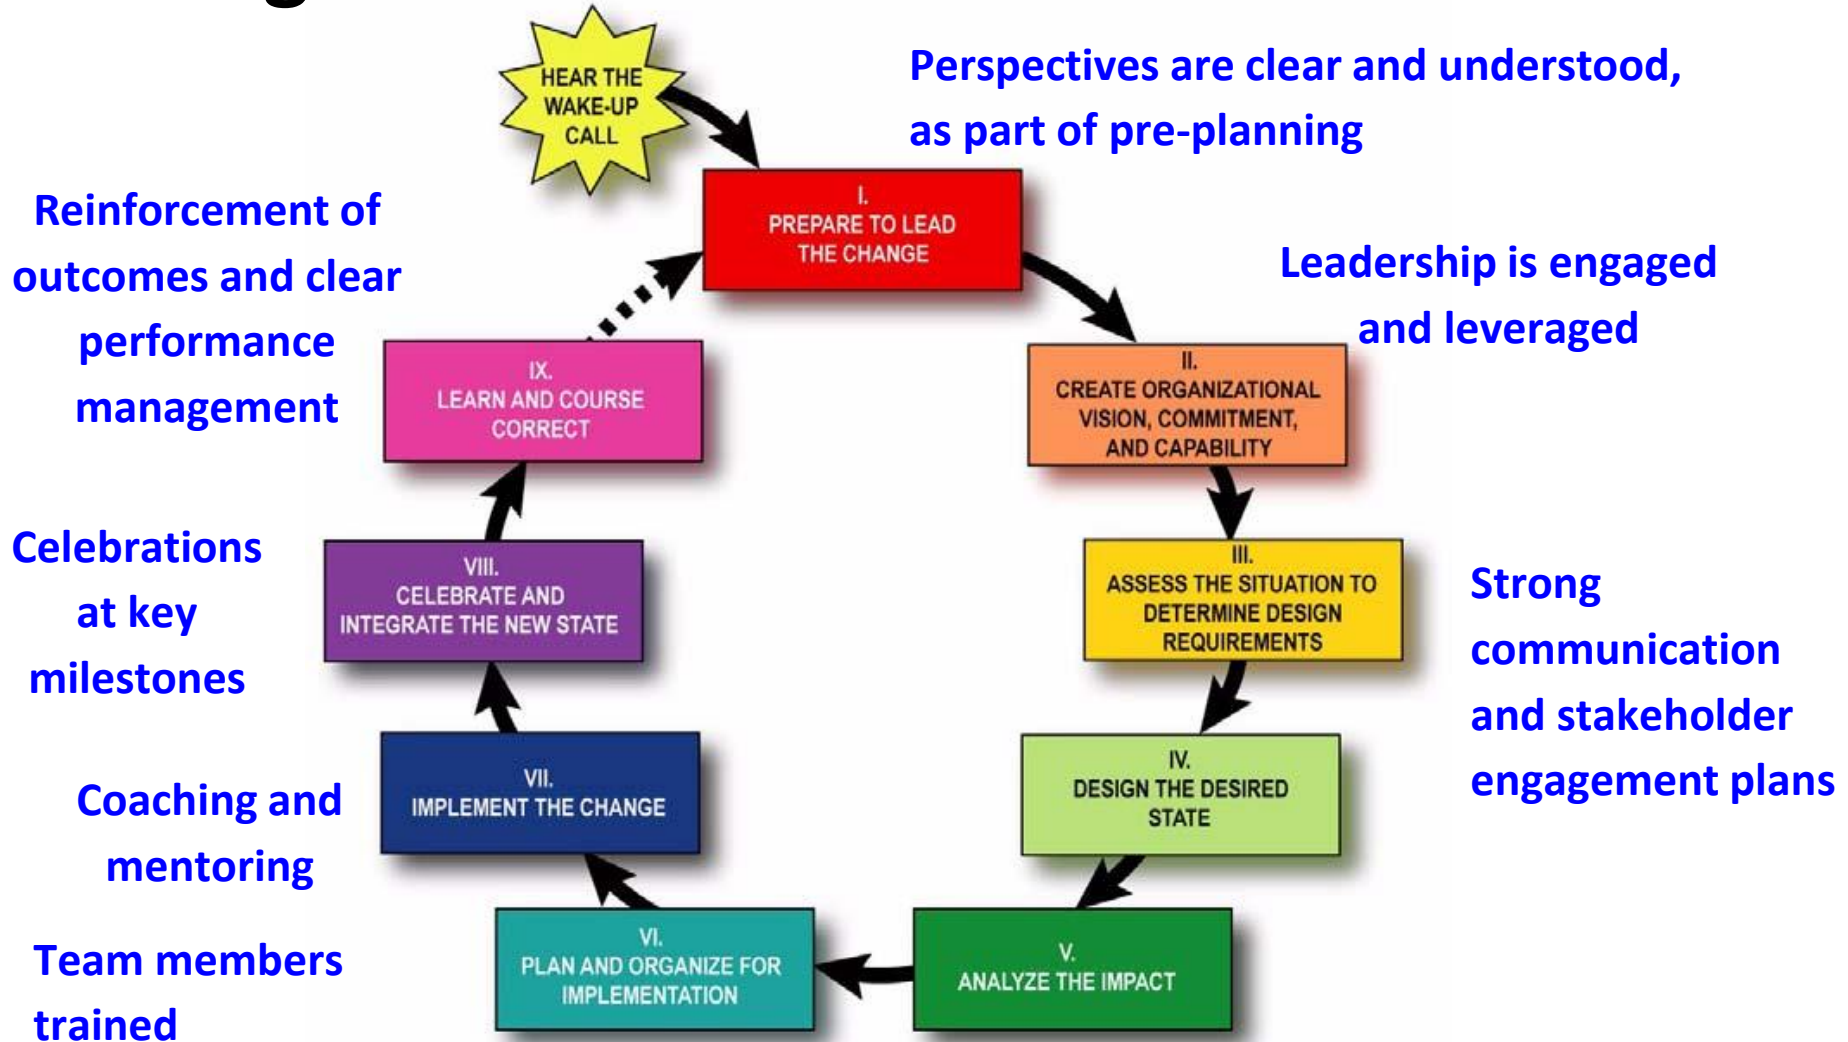 HEAR THE
WAKE-UP
CALL
Perspectives are clear and understood,
as part of pre-planning
I.
PREPARE TO LEAD
THE CHANGE
Leadership is engaged
and leveraged
II.
CREATE ORGANIZATIONAL
VISION, COMMITMENT,
AND CAPABILITY
III.
ASSESS THE SITUATION TO
DETERMINE DESIGN
REQUIREMENTS
Strong
communication
and stakeholder
engagement plans
IV.
DESIGN THE DESIRED
STATE
V.
ANALYZE THE IMPACT
VI.
PLAN AND ORGANIZE FOR
IMPLEMENTATION
Team members
trained
VII.
IMPLEMENT THE CHANGE
Coaching and
mentoring
VIII.
CELEBRATE AND
INTEGRATE THE NEW STATE
Celebrations
at key
milestones
IX.
LEARN AND COURSE
CORRECT
Reinforcement of
outcomes and clear
performance
management